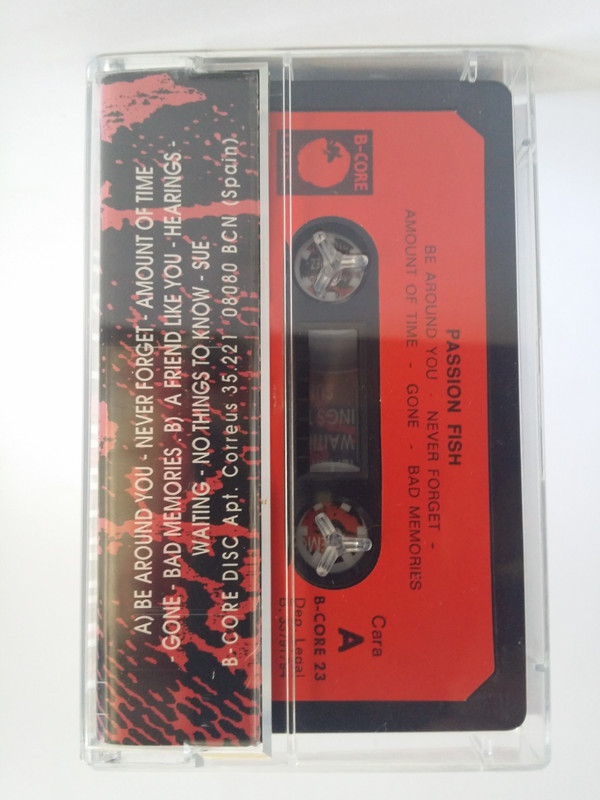 A) BE AROUND YOU - NEVER FORGET - AMOUNT OF TIME
- GONE - BAD MEMORIES . BY A FRIEND LIKE YOU - HEARINGS -
WAITING - NO THINGS TO KNOW - SUE
B-CORE DISC Apt. Correus 35.221 08080 BCN (Spain)
B-CORE
PASSION FISH
BE AROUND YOU - NEVER FORGET -
AMOUNT OF TIME - GONE - BAD MEMORIES
Cara
A
B-CORE 23
Dep. Legal